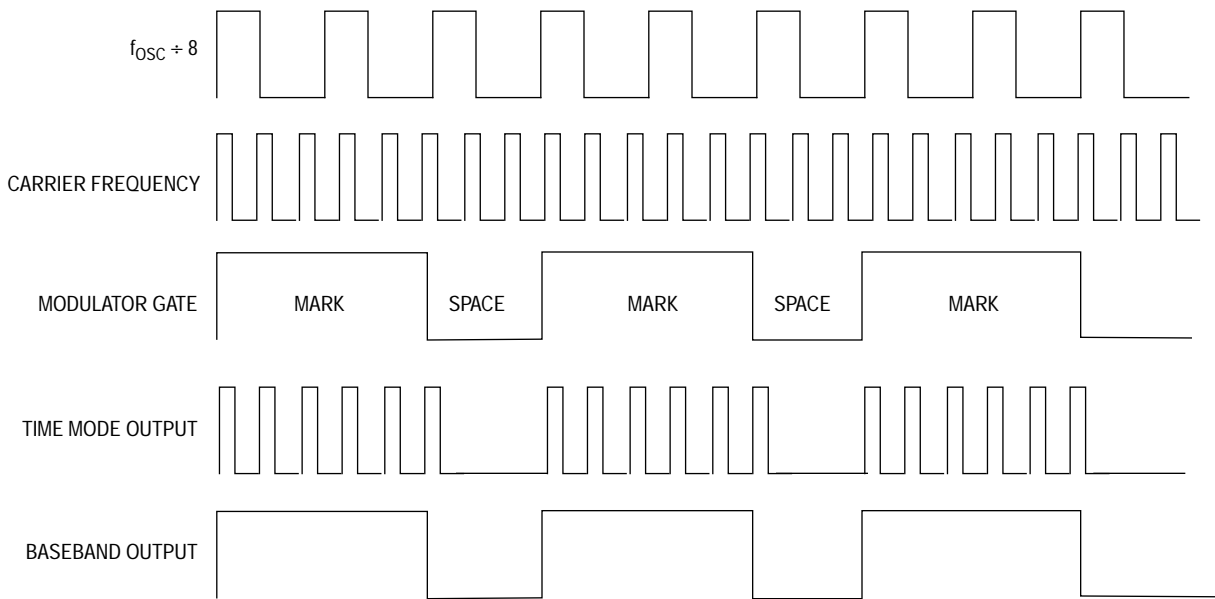 fOSC ÷ 8
CARRIER FREQUENCY
MODULATOR GATE
MARK
SPACE
MARK
SPACE
MARK
TIME MODE OUTPUT
BASEBAND OUTPUT